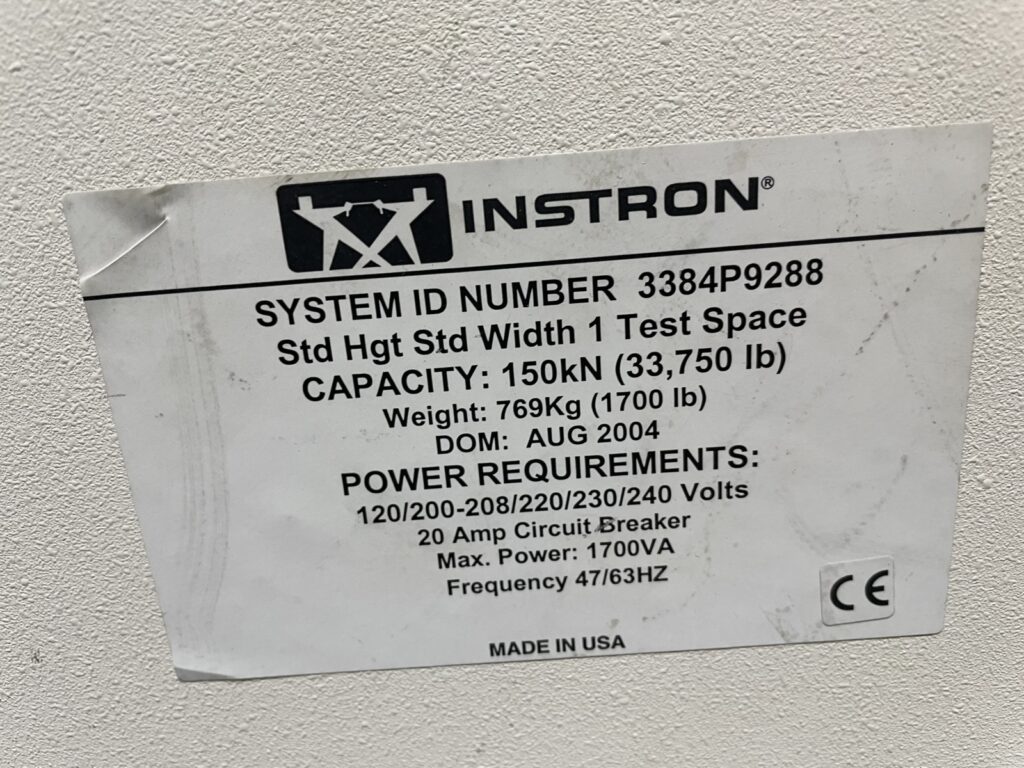 INSTRON®
SYSTEM ID NUMBER 3384P9288
Std Hgt Std Width 1 Test Space
CAPACITY: 150kN (33,750 lb)
Weight: 769Kg (1700 lb)
DOM: AUG 2004
POWER REQUIREMENTS:
120/200-208/220/230/240 Volts
20 Amp Circuit Breaker
Max. Power: 1700VA
Frequency 47/63HZ
CE
MADE IN USA